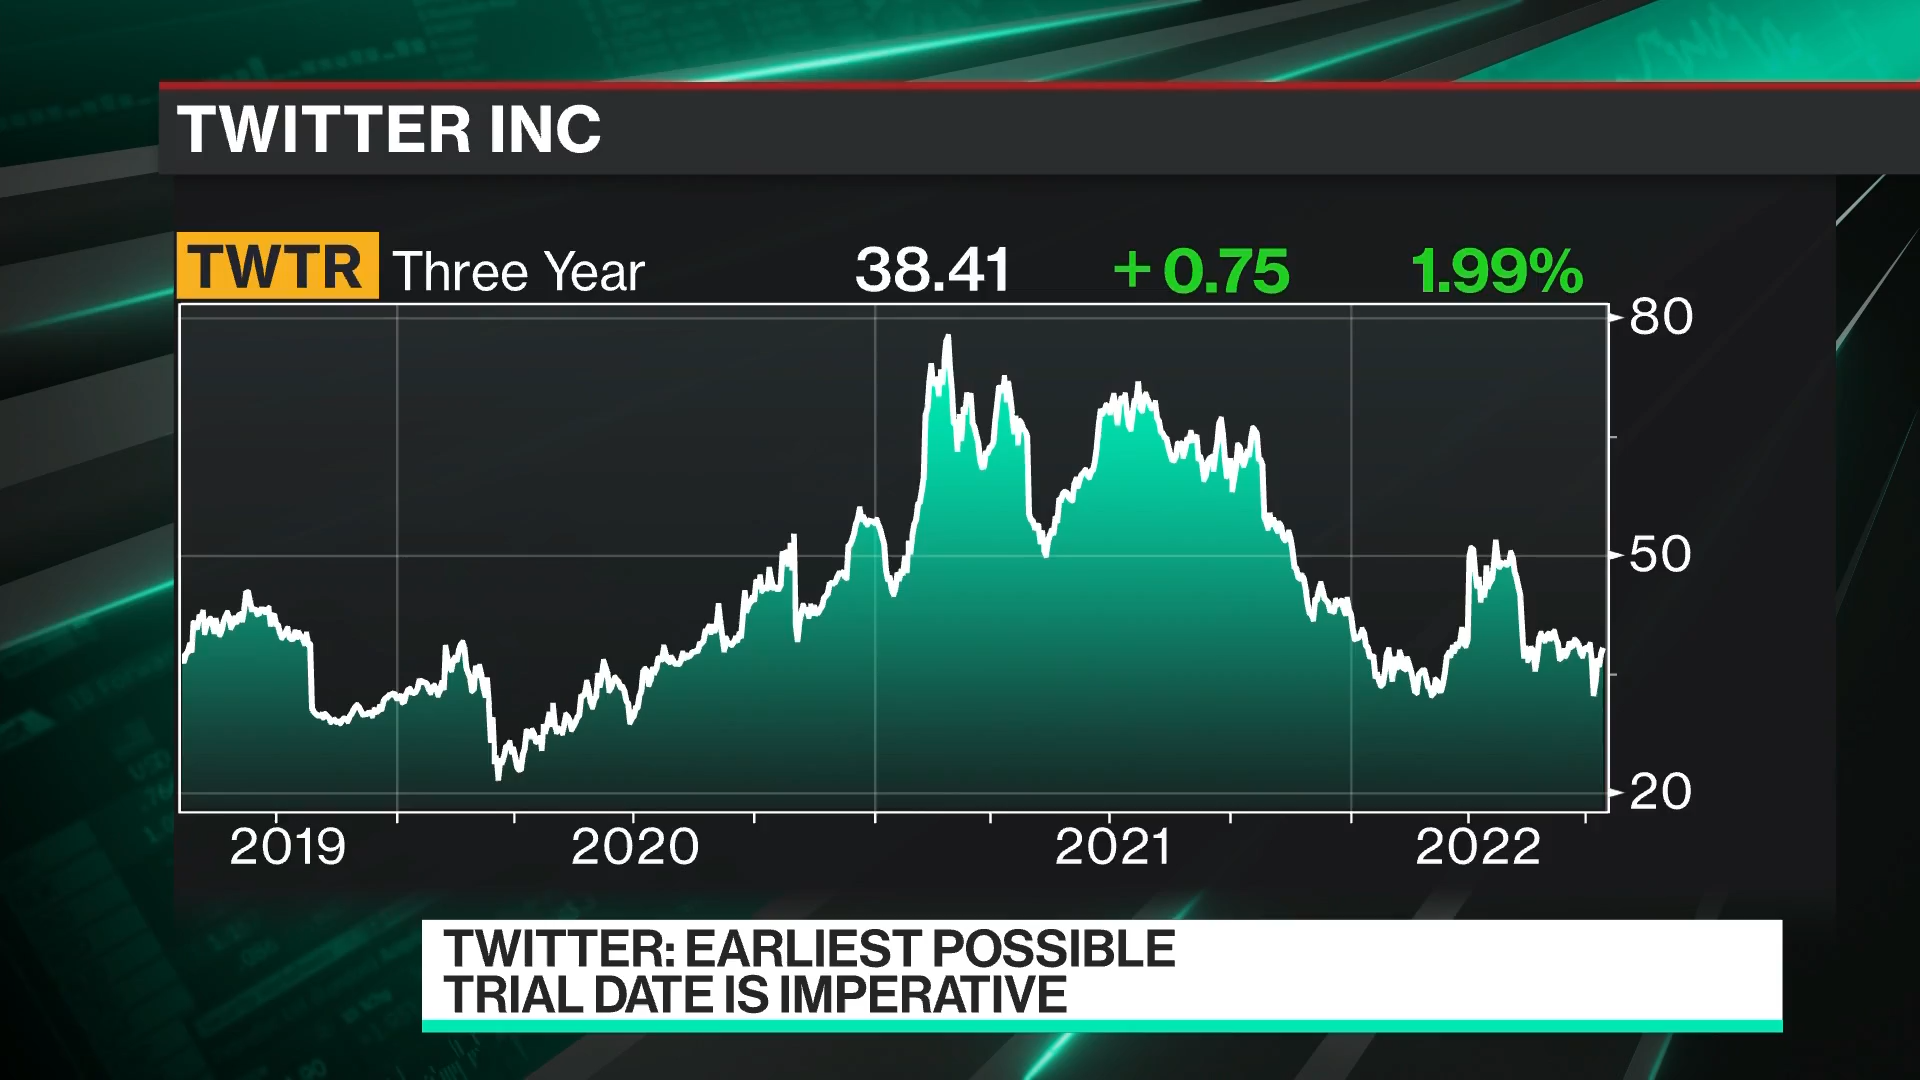 TWITTER INC
TWTR Three Year 38.41 +0.75 1.99%
80
50
20
2019 2020 2021 2022
TWITTER: EARLIEST POSSIBLE
TRIAL DATE IS IMPERATIVE